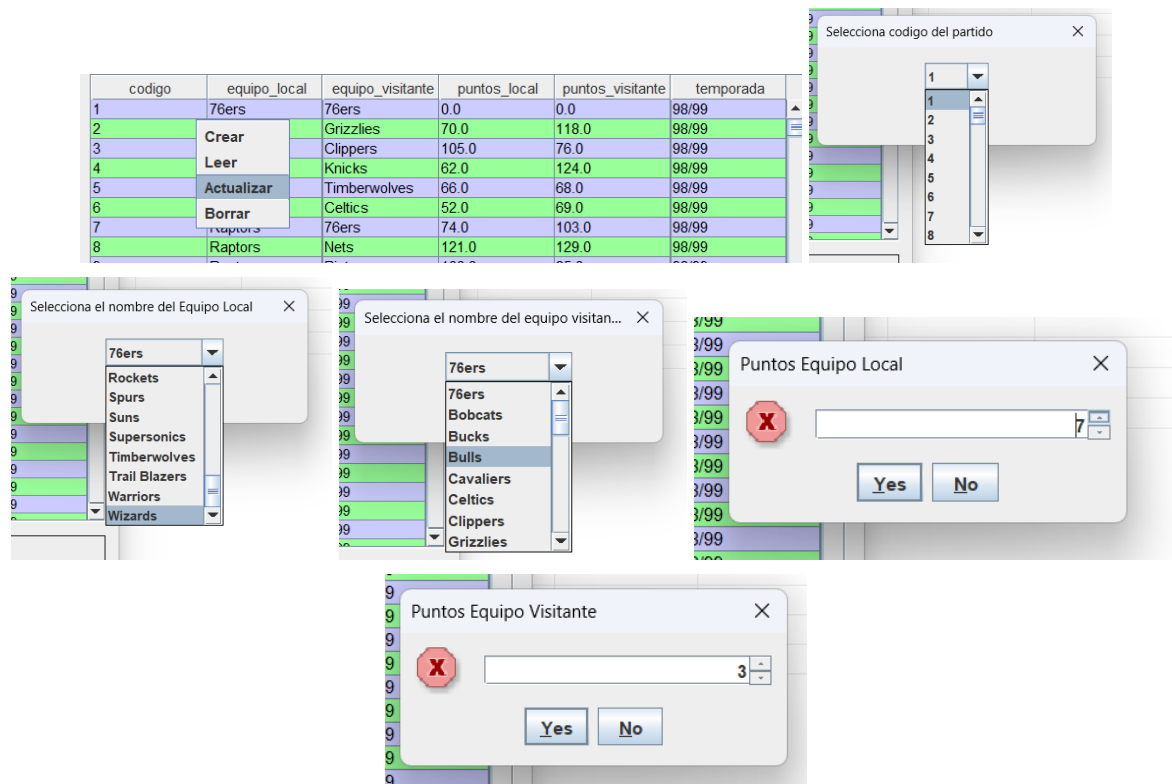 codigo equipo_local equipo_visitante puntos_local puntos_visitante temporada
1 76ers 76ers 0.0 0.0 98/99
2 Grizzlies 70.0 118.0 98/99
3 Clippers 105.0 76.0 98/99
4 Knicks 62.0 124.0 98/99
5 Timberwolves 66.0 68.0 98/99
6 Celtics 52.0 69.0 98/99
7 Raptors 76ers 74.0 103.0 98/99
8 Raptors Nets 121.0 129.0 98/99
Crear
Leer
Actualizar
Borrar
Selecciona codigo del partido
1
1
2
3
4
5
6
7
8
Selecciona el nombre del Equipo Local
76ers
Rockets
Spurs
Suns
Supersonics
Timberwolves
Trail Blazers
Warriors
Wizards
Selecciona el nombre del equipo visitan...
76ers
76ers
Bobcats
Bucks
Bulls
Cavaliers
Celtics
Clippers
Grizzlies
Puntos Equipo Local
7
Yes No
Puntos Equipo Visitante
3
Yes No